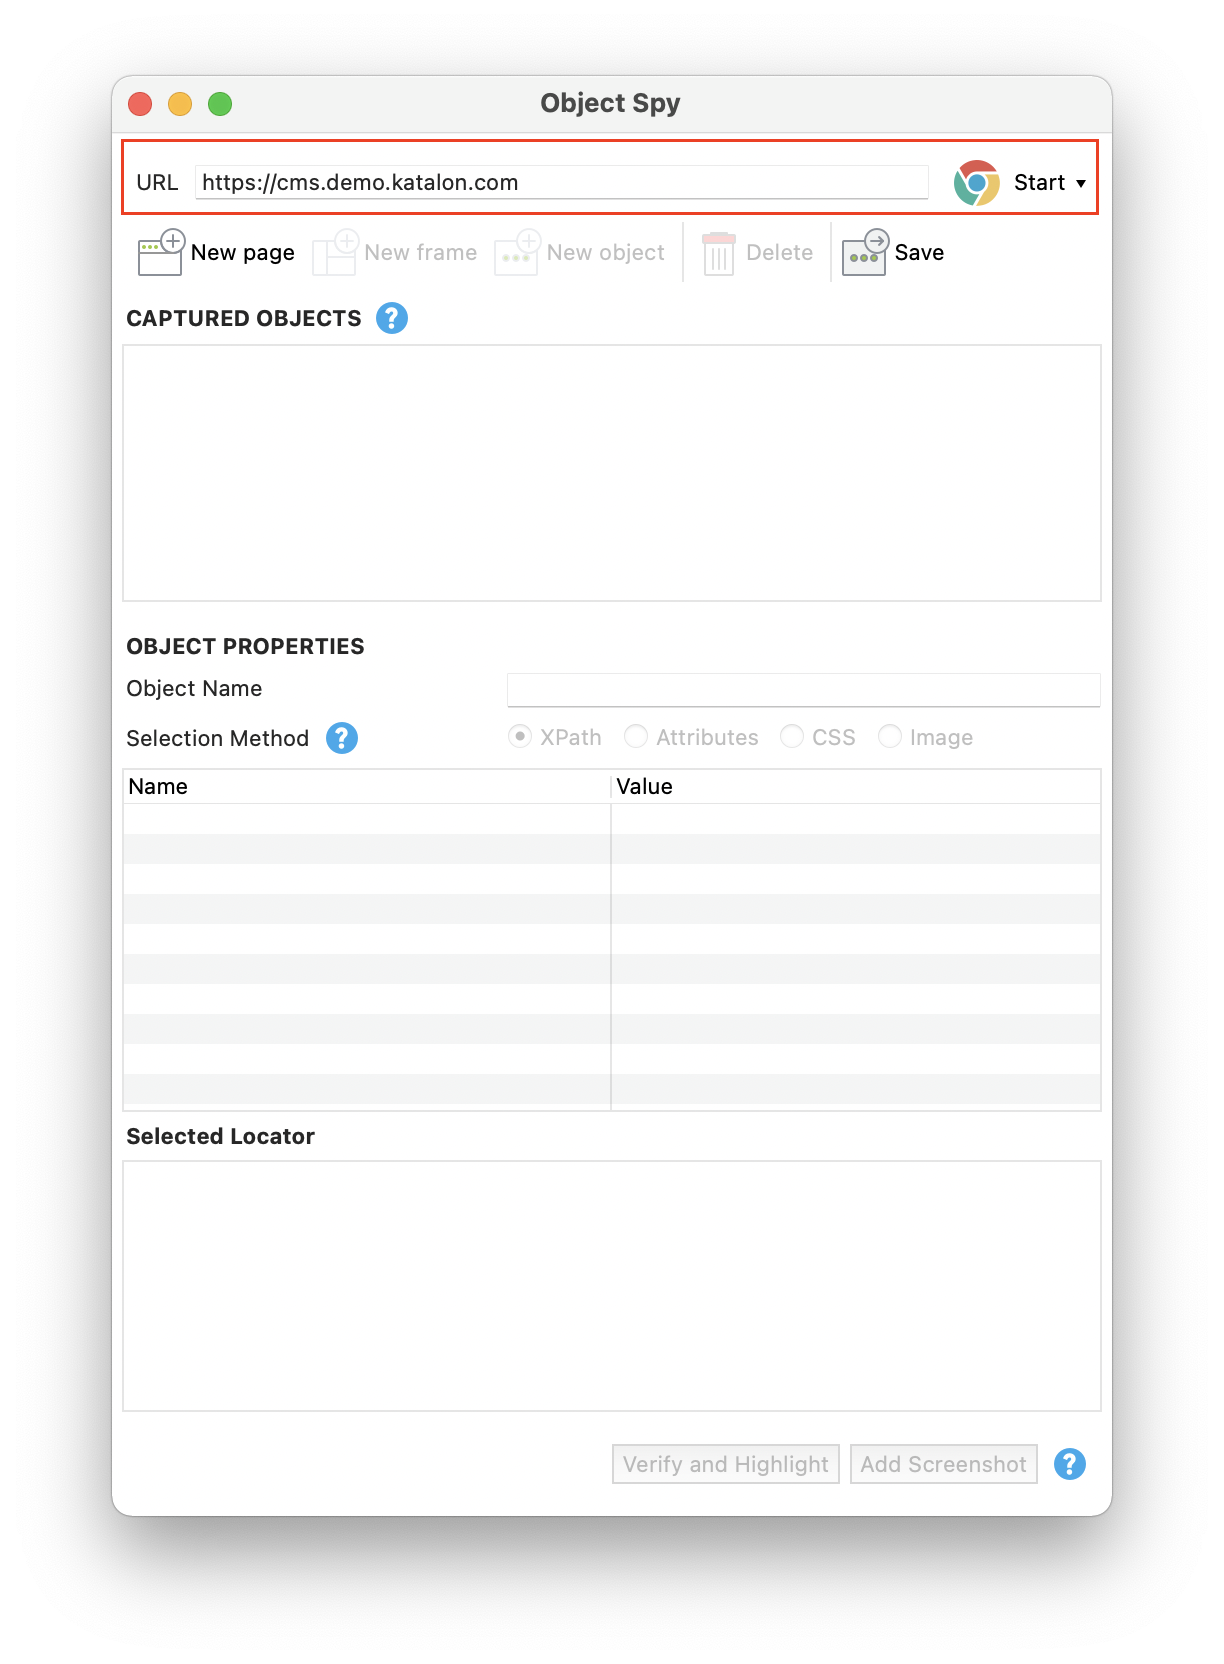 Object Spy
URL https://cms.demo.katalon.com Start
New page New frame New object Delete Save
CAPTURED OBJECTS ?
OBJECT PROPERTIES
Object Name
Selection Method ? XPath Attributes CSS Image
Name Value
Selected Locator
Verify and Highlight Add Screenshot ?